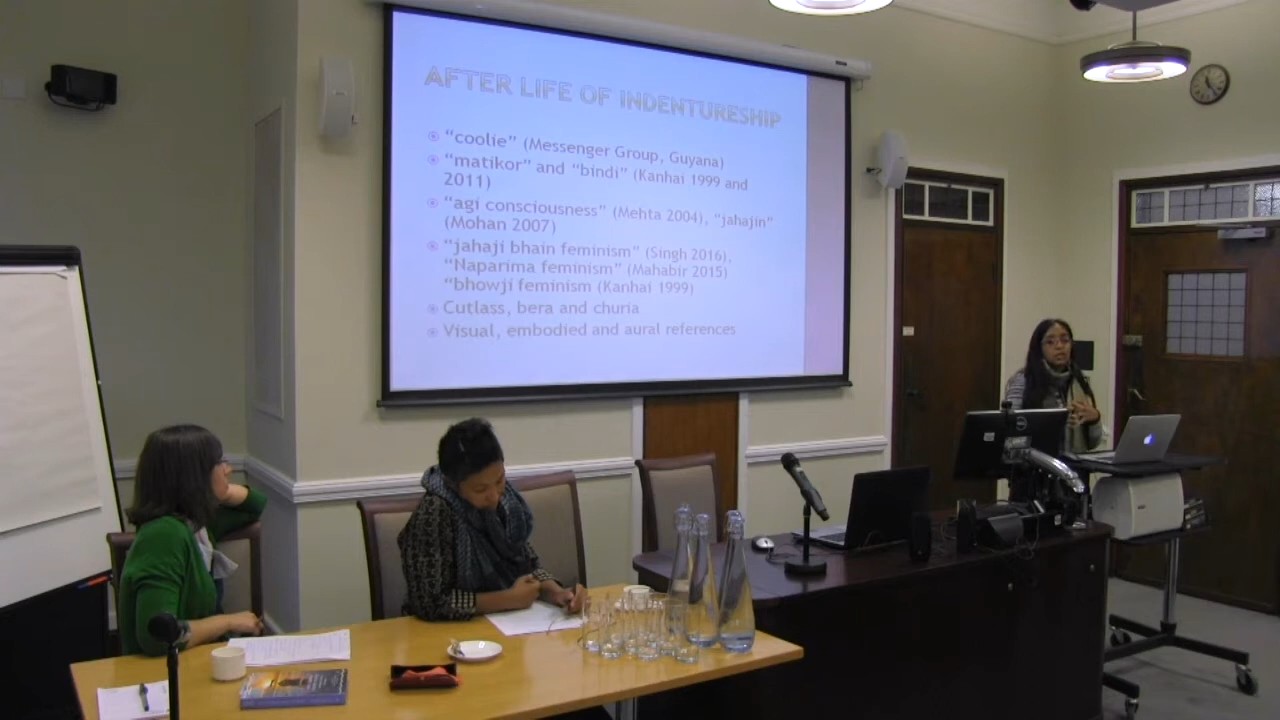 AFTER LIFE OF INDENTURESHIP
“coolie” (Messenger Group, Guyana)
“matikor” and “bindi” (Kanhai 1999 and
2011)
“agi consciousness” (Mehta 2004), “jahajin”
(Mohan 2007)
“jahaji bhain feminism” (Singh 2016),
“Naparima feminism” (Mahabir 2015)
“bhowji feminism (Kanhai 1999)
Cutlass, bera and churia
Visual, embodied and aural references